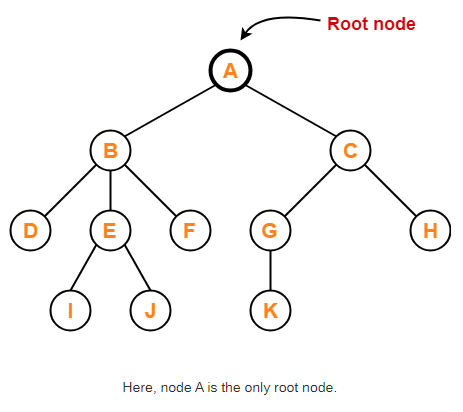 Root node
A
B
C
D
E
F
G
H
I
J
K
Here, node A is the only root node.